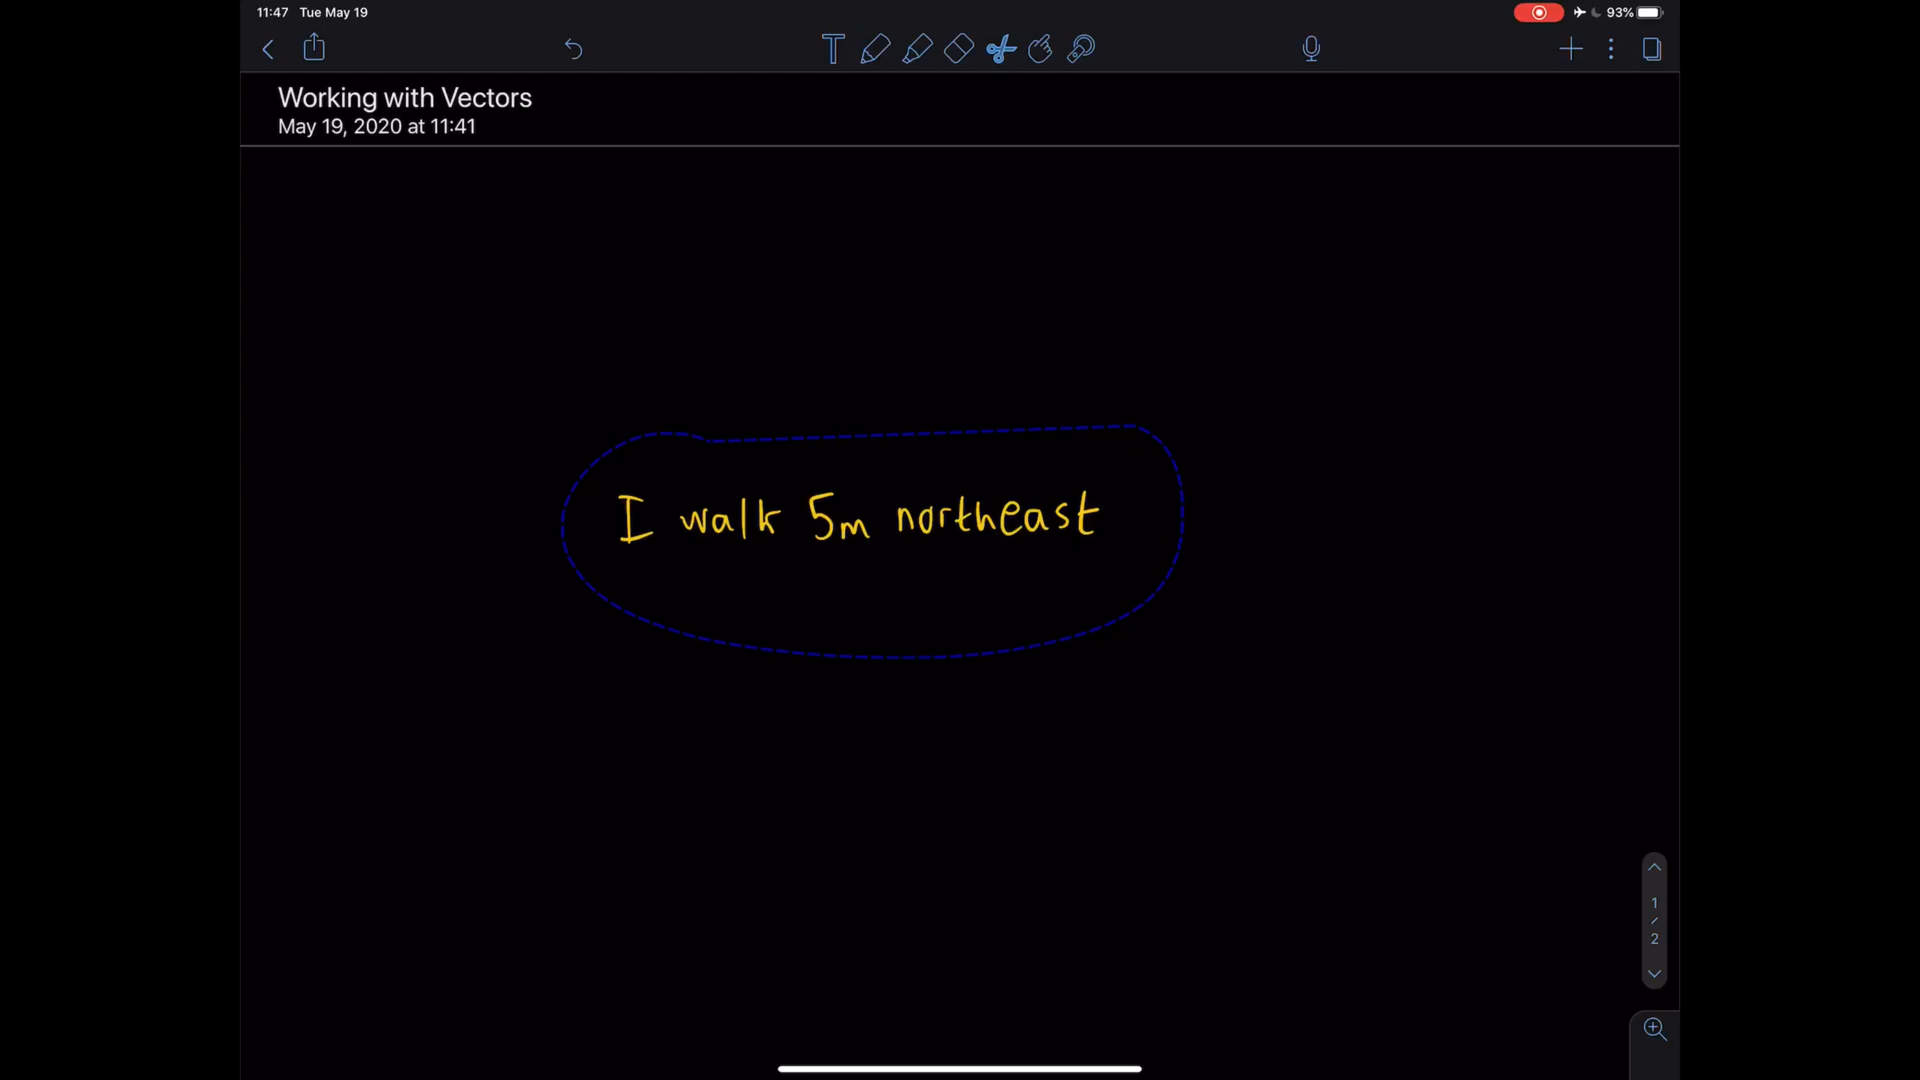 11:47 Tue May 19 93%
Working with Vectors
May 19, 2020 at 11:41
I walk 5m northeast
1
/
2